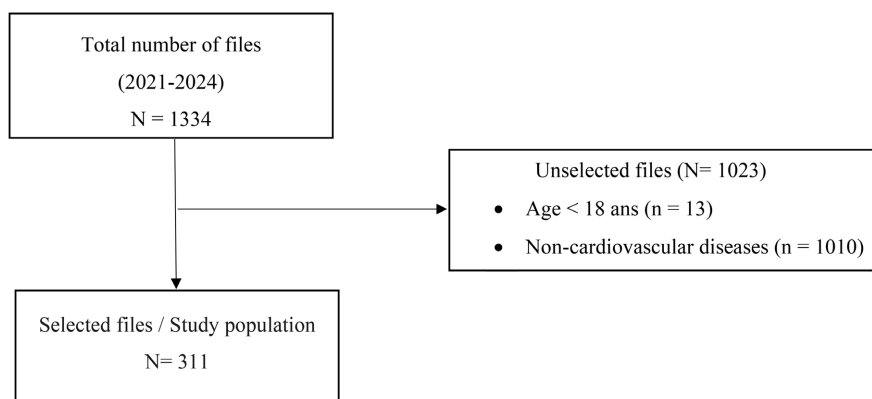 Total number of files
(2021-2024)
N = 1334
Unselected files (N= 1023)
• Age < 18 ans (n = 13)
• Non-cardiovascular diseases (n = 1010)
Selected files / Study population
N= 311